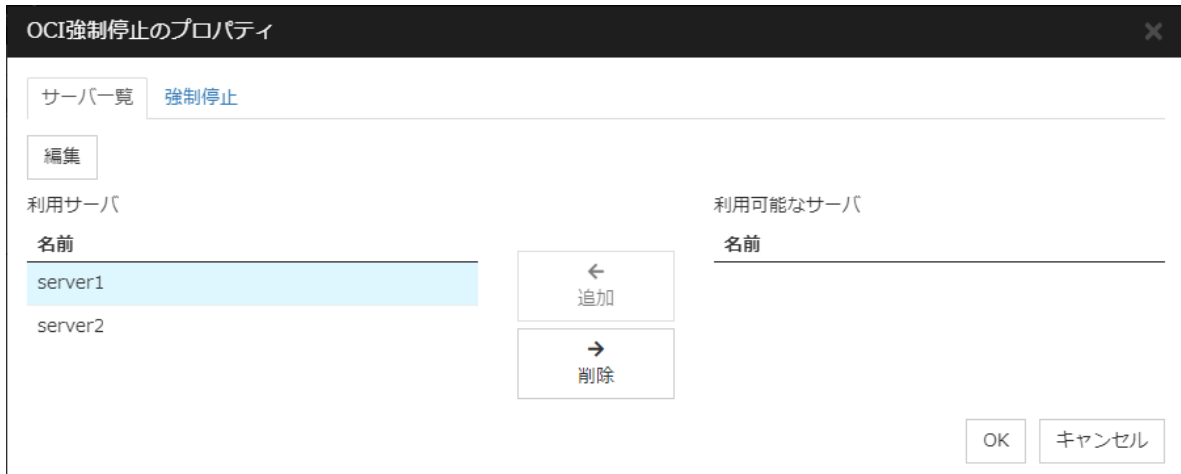 OCI強制停止のプロパティ
サーバ一覧 強制停止
編集
利用サーバ
名前
server1
server2
追加
削除
利用可能なサーバ
名前
OK キャンセル